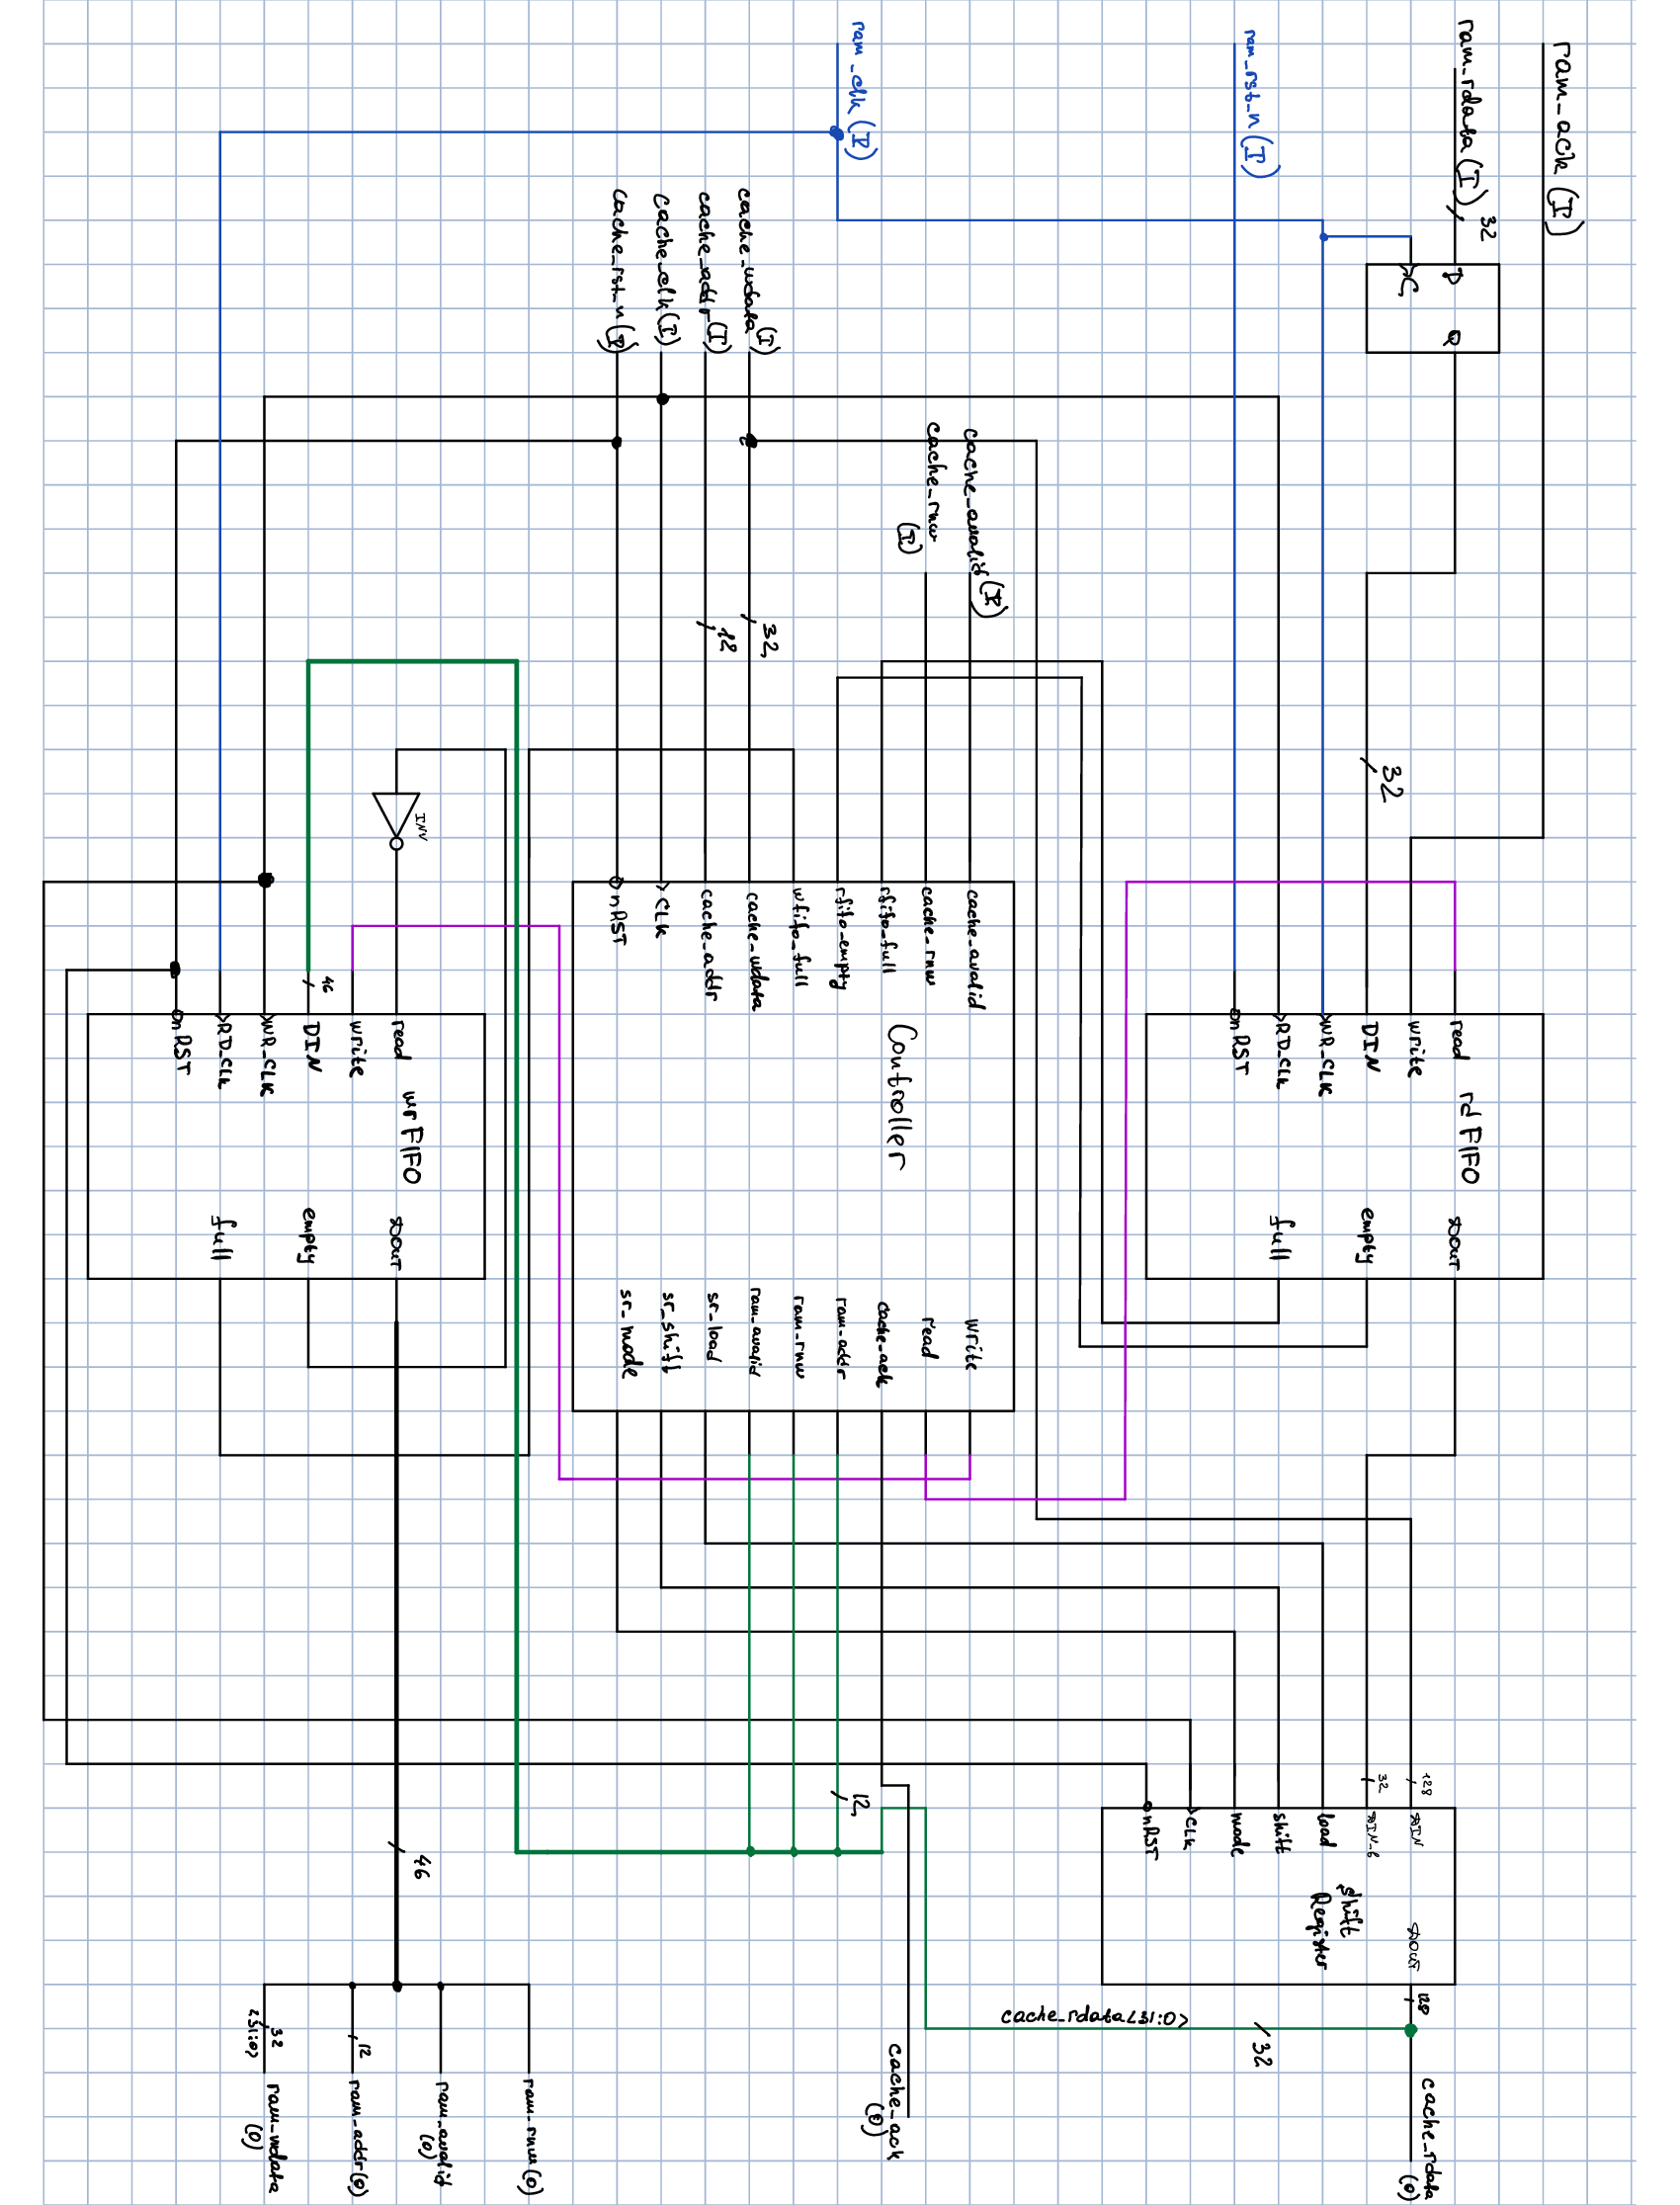 ram_ack (I)
ram_rdata (I)
32
D
C
Q
ram_rst_n (I)
32
read
write
DIN
WR_CLK
RD_CLK
nRST
rd FIFO
DOUT
empty
full
128
32
DIN
DIN_6
load
shift
mode
CLK
nRST
Shift
Register
DOUT
128
cache_rdata
(O)
cache_rdata<31:0>
32
ram_clk (I)
cache_avalid (I)
cache_rnw
(I)
cache_wdata (I)
cache_addr (I)
cache_clk (I)
cache_rst_n (I)
32
12
cache_avalid
cache_rnw
rfifo_full
rfifo_empty
wfifo_full
cache_wdata
cache_addr
CLK
nRST
Controller
write
read
cache_ack
ram_addr
ram_rnw
ram_avalid
sr_load
sr_shift
sr_mode
12
cache_ack
(O)
INV
46
read
write
DIN
WR_CLK
RD_CLK
nRST
wr FIFO
DOUT
empty
full
46
ram_rnw (O)
ram_avalid
(O)
12
ram_addr (O)
32
<31:0>
ram_wdata
(O)